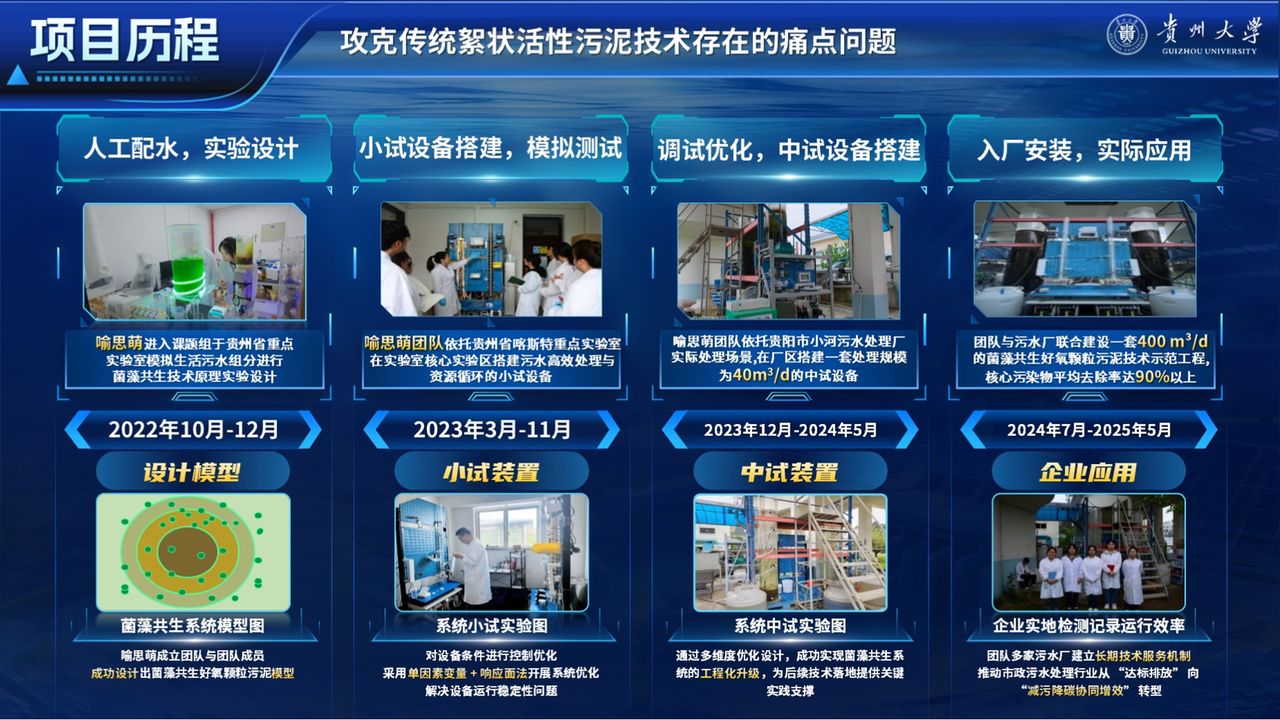 项目历程
攻克传统絮状活性污泥技术存在的痛点问题
贵州大学
GUIZHOU UNIVERSITY
人工配水，实验设计
喻思萌进入课题组于贵州省重点
实验室模拟生活污水组分进行
菌藻共生技术原理实验设计
2022年10月-12月
设计模型
菌藻共生系统模型图
喻思萌成立团队与团队成员
成功设计出菌藻共生好氧颗粒污泥模型
小试设备搭建，模拟测试
喻思萌团队依托贵州省喀斯特重点实验室
在实验室核心实验区搭建污水高效处理与
资源循环的小试设备
2023年3月-11月
小试装置
系统小试实验图
对设备条件进行控制优化
采用单因素变量 + 响应面法开展系统优化
解决设备运行稳定性问题
调试优化，中试设备搭建
喻思萌团队依托贵阳市小河污水处理厂
实际处理场景,在厂区搭建一套处理规模
为40m³/d的中试设备
2023年12月-2024年5月
中试装置
系统中试实验图
通过多维度优化设计，成功实现菌藻共生系
统的工程化升级，为后续技术落地提供关键
实践支撑
入厂安装，实际应用
团队与污水厂联合建设一套400 m³/d
的菌藻共生好氧颗粒污泥技术示范工程,
核心污染物平均去除率达90%以上
2024年7月-2025年5月
企业应用
企业实地检测记录运行效率
团队多家污水厂建立长期技术服务机制
推动市政污水处理行业从 “达标排放” 向
“减污降碳协同增效” 转型